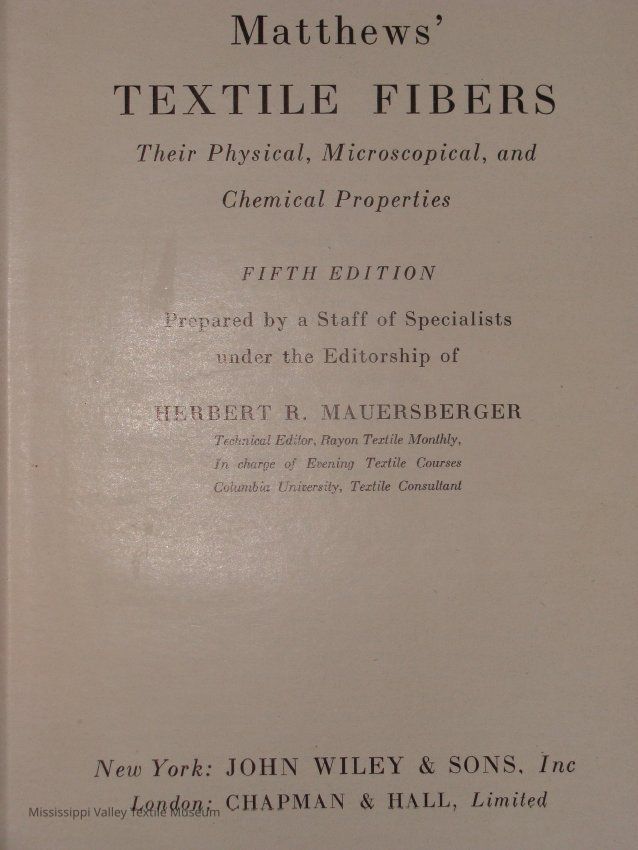 Matthews'
TEXTILE FIBERS
Their Physical, Microscopical, and
Chemical Properties
FIFTH EDITION
Prepared by a Staff of Specialists
under the Editorship of
HERBERT R. MAUERSBERGER
Technical Editor, Rayon Textile Monthly,
In charge of Evening Textile Courses
Columbia University, Textile Consultant
New York: JOHN WILEY & SONS, Inc
London: CHAPMAN & HALL, Limited
Mississippi Valley Textile Museum